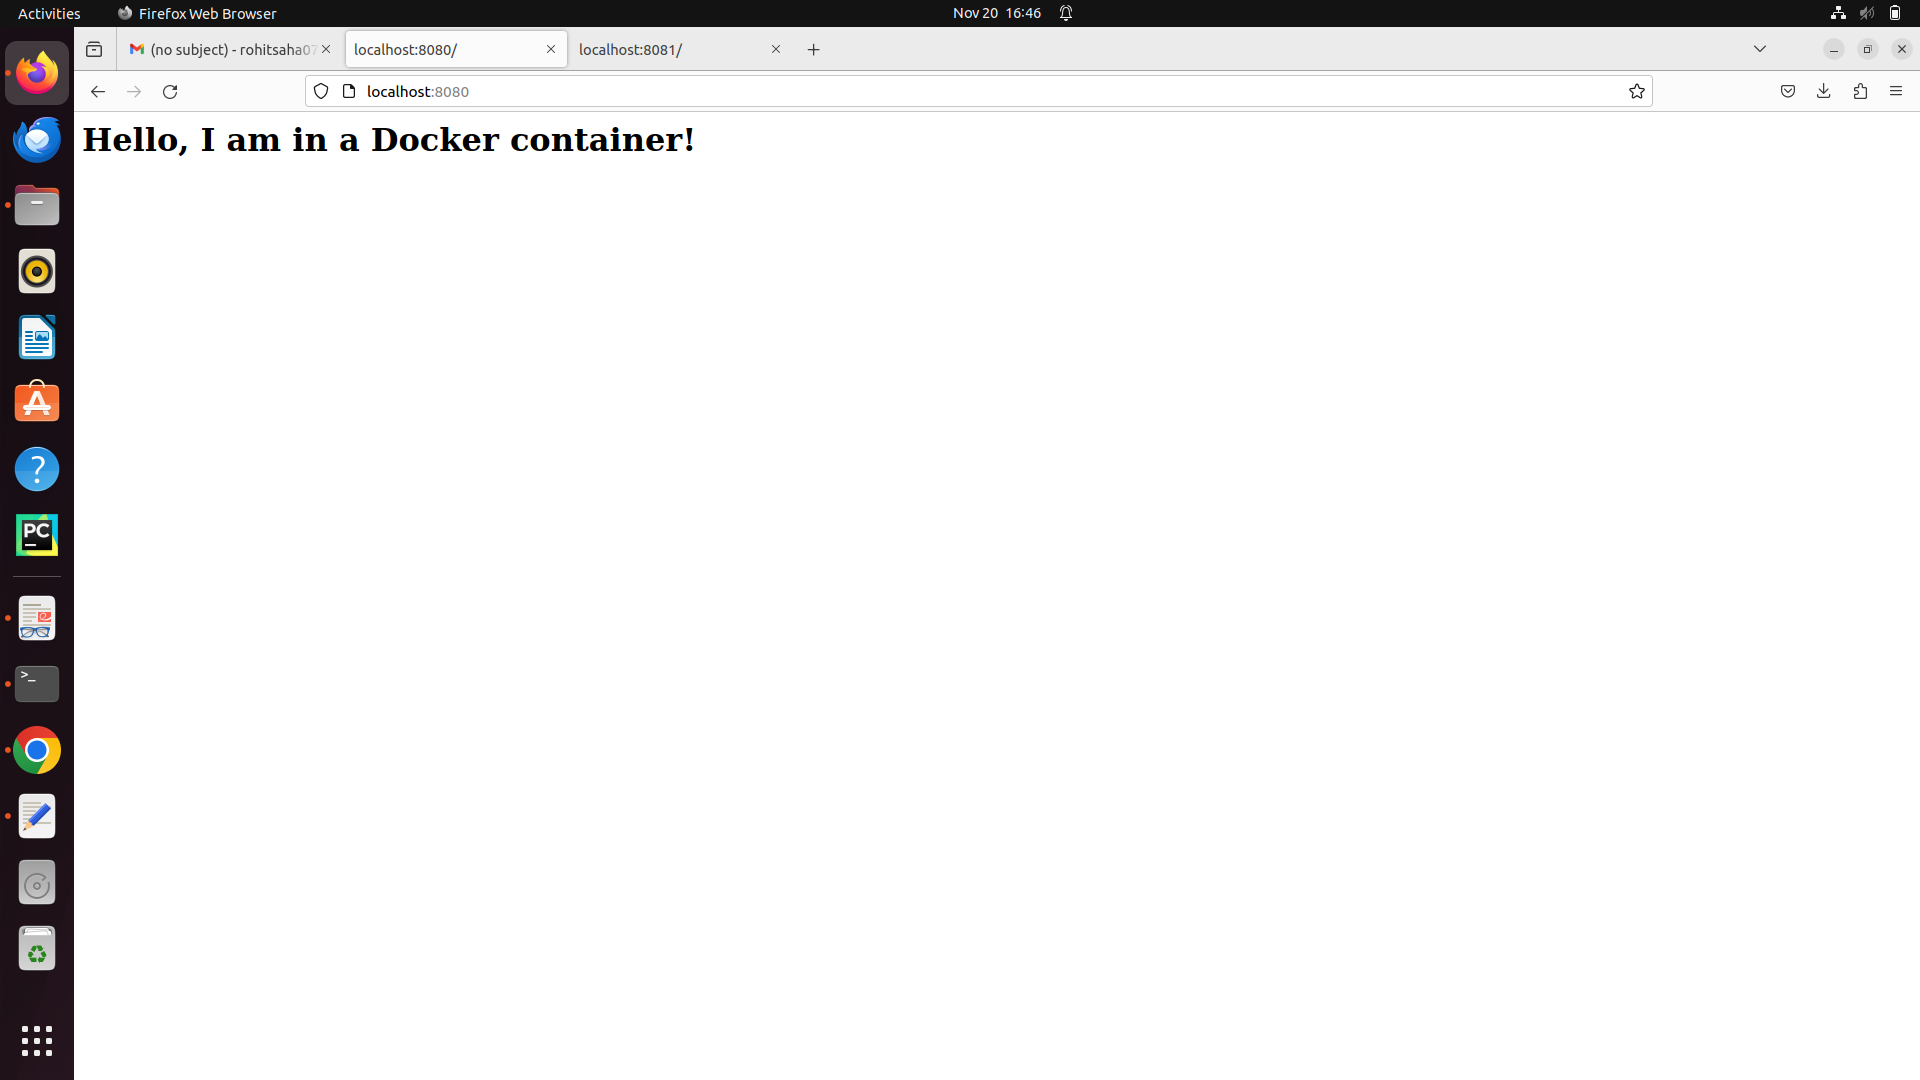 Activities
Firefox Web Browser
Nov 20 16:46
(no subject) - rohitsaha07
localhost:8080/
localhost:8081/
localhost:8080
Hello, I am in a Docker container!
A
?
PC
>_